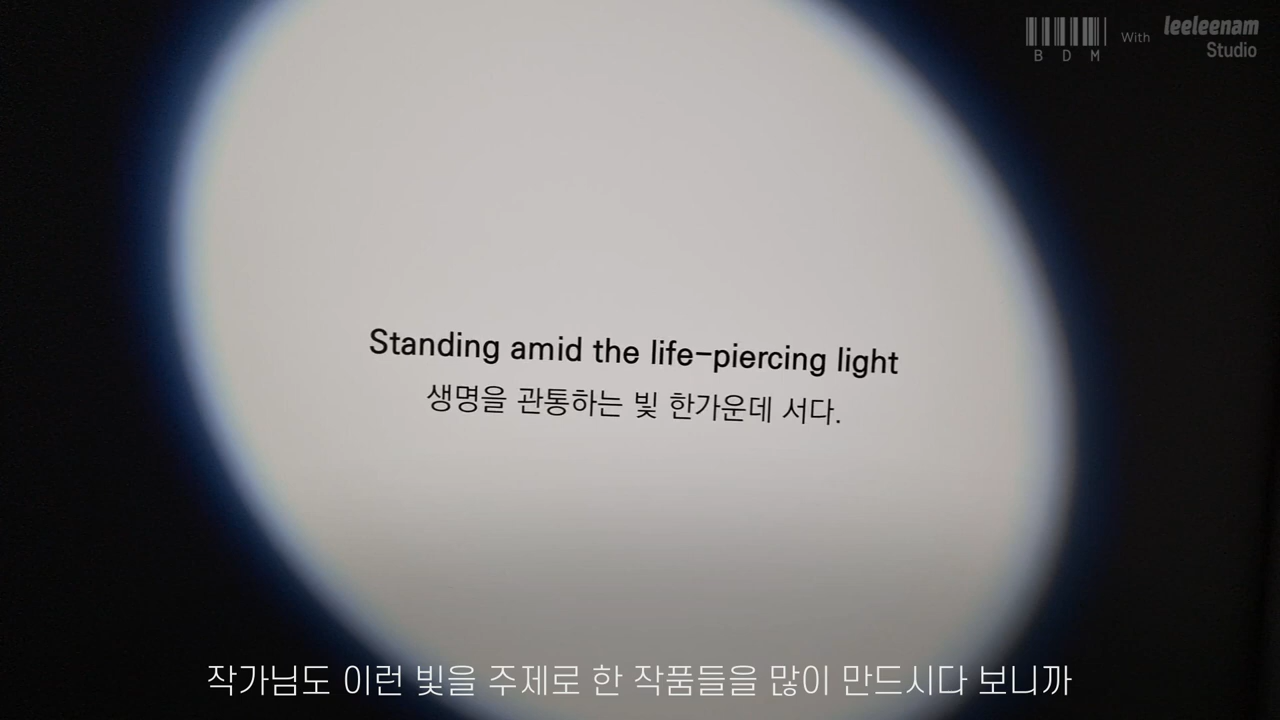 BDM With leeleenam
Studio
Standing amid the life-piercing light
생명을 관통하는 빛 한가운데 서다.
작가님도 이런 빛을 주제로 한 작품들을 많이 만드시다 보니까